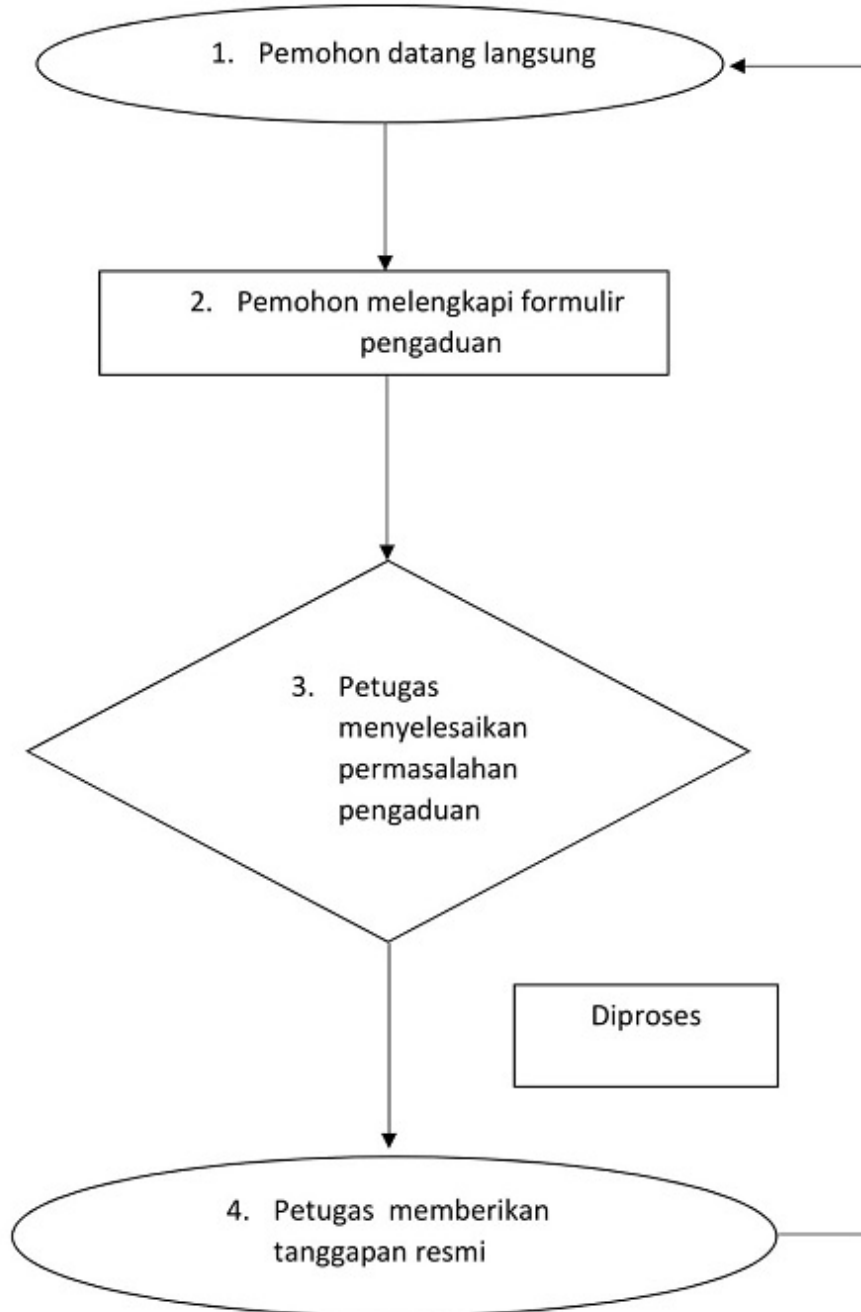 1. Pemohon datang langsung
2. Pemohon melengkapi formulir
pengaduan
3. Petugas
menyelesaikan
permasalahan
pengaduan
Diproses
4. Petugas memberikan
tanggapan resmi